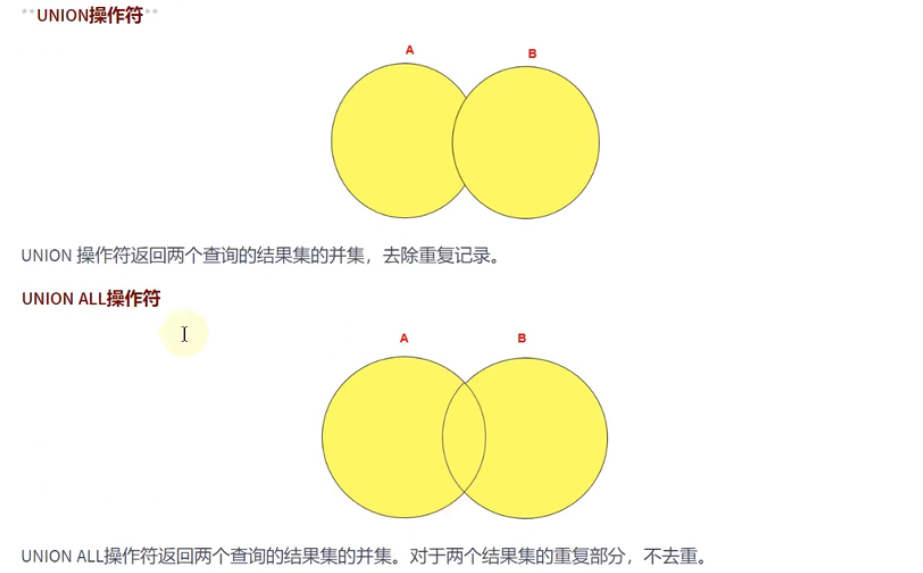 **UNION操作符**
A B
UNION 操作符返回两个查询的结果集的并集，去除重复记录。
UNION ALL操作符
A B
UNION ALL操作符返回两个查询的结果集的并集。对于两个结果集的重复部分，不去重。